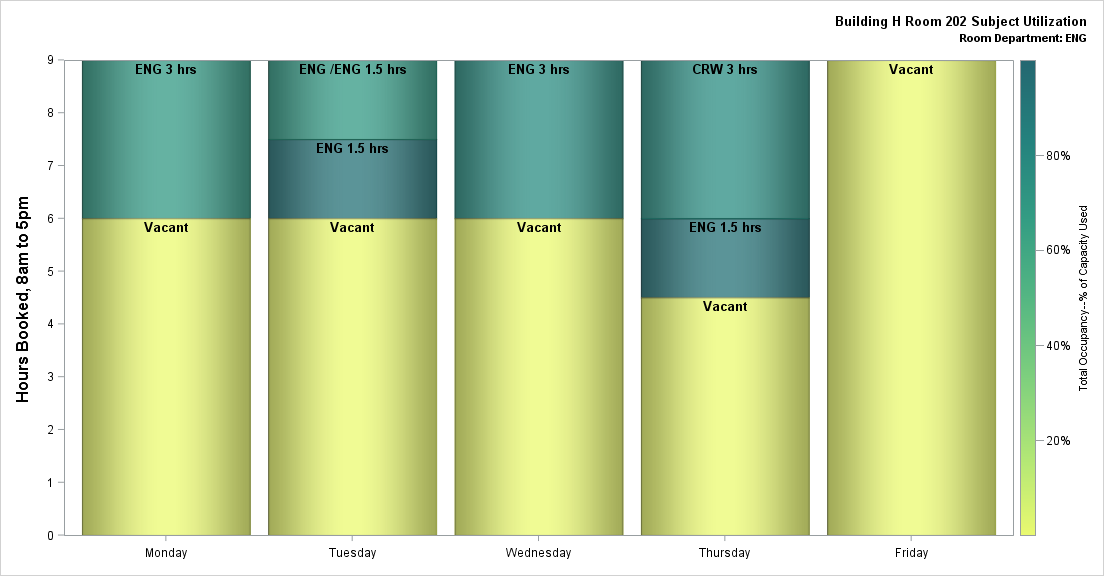 Building H Room 202 Subject Utilization
Room Department: ENG
Hours Booked, 8am to 5pm
9
8
7
6
5
4
3
2
1
0
ENG 3 hrs
Vacant
ENG /ENG 1.5 hrs
ENG 1.5 hrs
Vacant
ENG 3 hrs
Vacant
CRW 3 hrs
ENG 1.5 hrs
Vacant
Vacant
Monday
Tuesday
Wednesday
Thursday
Friday
80%
60%
40%
20%
Total Occupancy--% of Capacity Used